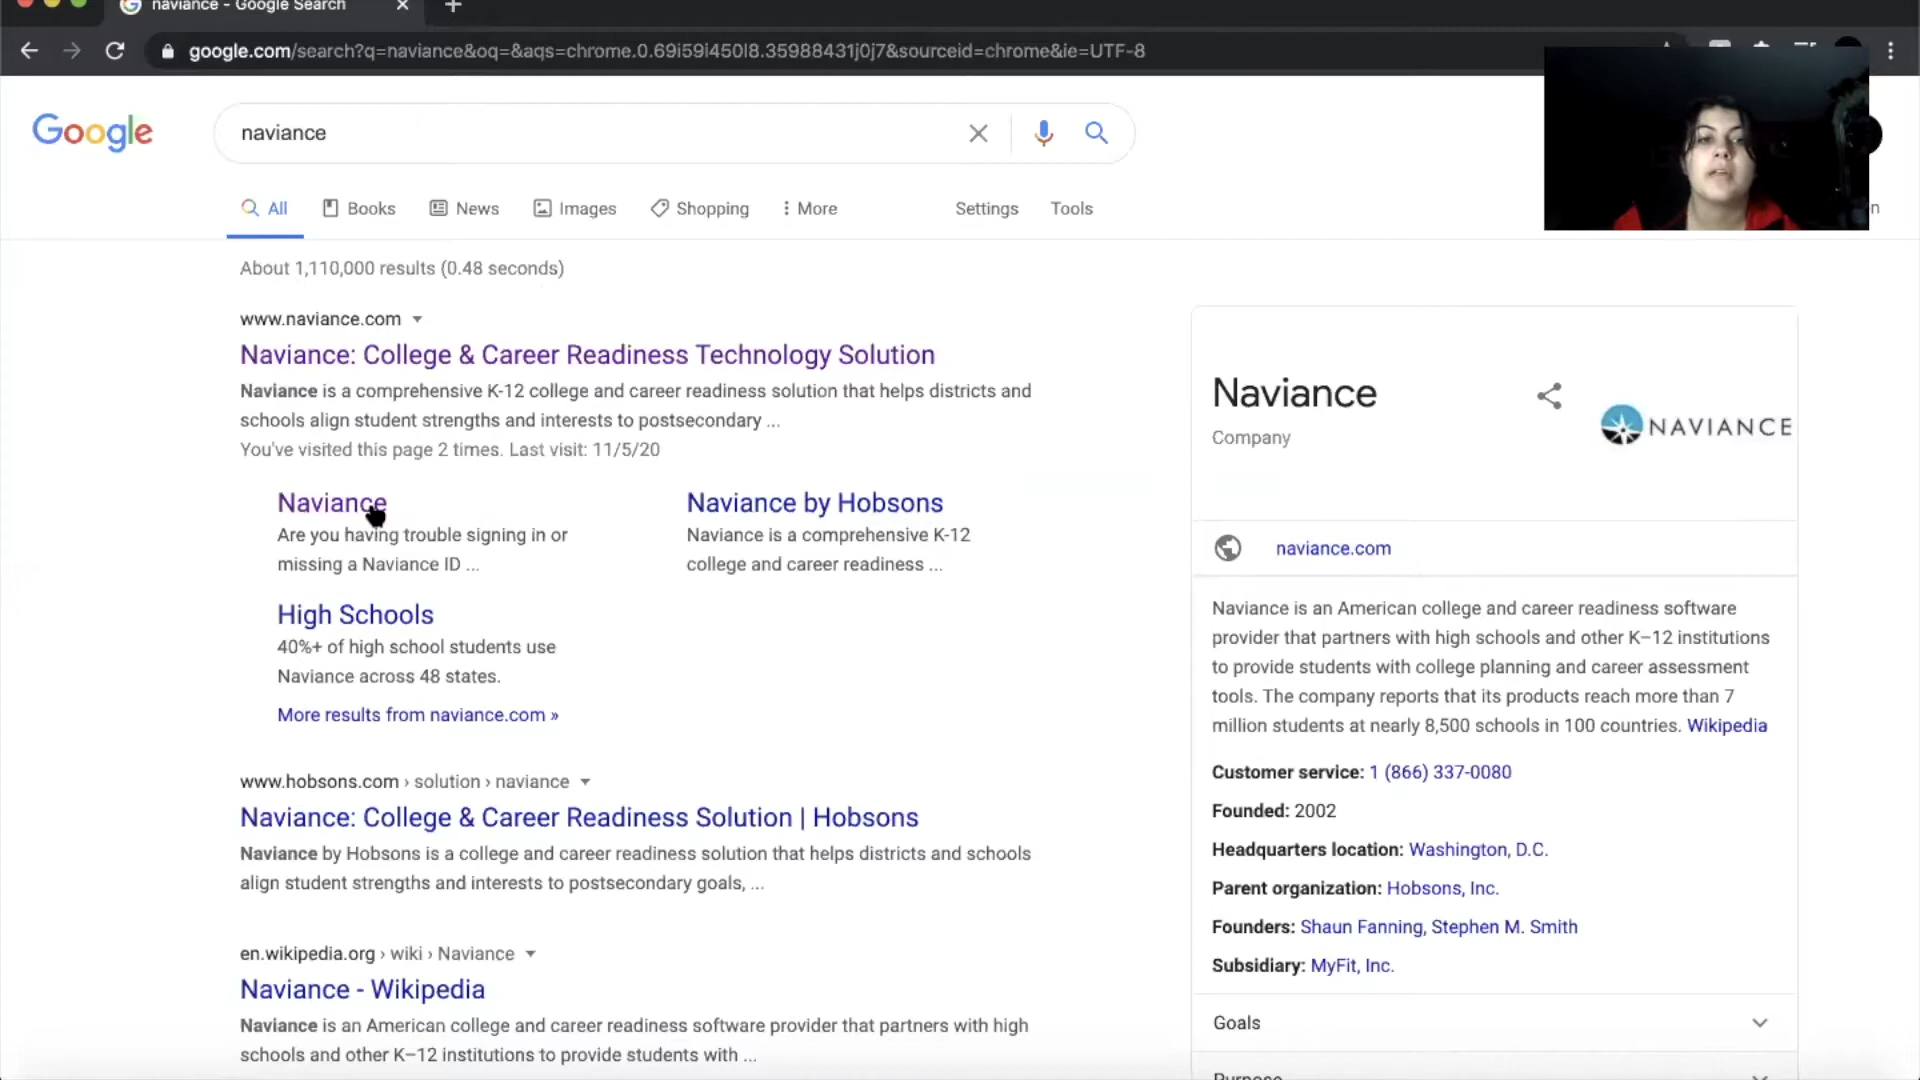 naviance - Google Search
google.com/search?q=naviance&oq=&aqs=chrome.0.69i59i450l8.35988431j0j7&sourceid=chrome&ie=UTF-8
Google
naviance
All Books News Images Shopping More Settings Tools
About 1,110,000 results (0.48 seconds)
www.naviance.com
Naviance: College & Career Readiness Technology Solution
Naviance is a comprehensive K-12 college and career readiness solution that helps districts and
schools align student strengths and interests to postsecondary ...
You've visited this page 2 times. Last visit: 11/5/20
Naviance
Are you having trouble signing in or
missing a Naviance ID ...
Naviance by Hobsons
Naviance is a comprehensive K-12
college and career readiness ...
High Schools
40%+ of high school students use
Naviance across 48 states.
More results from naviance.com »
www.hobsons.com › solution › naviance
Naviance: College & Career Readiness Solution | Hobsons
Naviance by Hobsons is a college and career readiness solution that helps districts and schools
align student strengths and interests to postsecondary goals, ...
en.wikipedia.org › wiki › Naviance
Naviance - Wikipedia
Naviance is an American college and career readiness software provider that partners with high
schools and other K–12 institutions to provide students with ...
Naviance
Company
NAVIANCE
naviance.com
Naviance is an American college and career readiness software
provider that partners with high schools and other K–12 institutions
to provide students with college planning and career assessment
tools. The company reports that its products reach more than 7
million students at nearly 8,500 schools in 100 countries. Wikipedia
Customer service: 1 (866) 337-0080
Founded: 2002
Headquarters location: Washington, D.C.
Parent organization: Hobsons, Inc.
Founders: Shaun Fanning, Stephen M. Smith
Subsidiary: MyFit, Inc.
Goals
Purpose